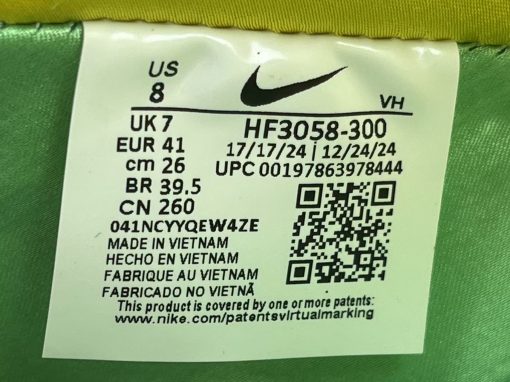 US
8
VH
UK 7
EUR 41
cm 26
BR 39.5
CN 260
HF3058-300
17/17/24 | 12/24/24
UPC 00197863978444
041NCYYQEW4ZE
MADE IN VIETNAM
HECHO EN VIETNAM
FABRIQUE AU VIETNAM
FABRICADO NO VIETNÃ
This product is covered by one or more patents:
www.nike.com/patentsvirtualmarking